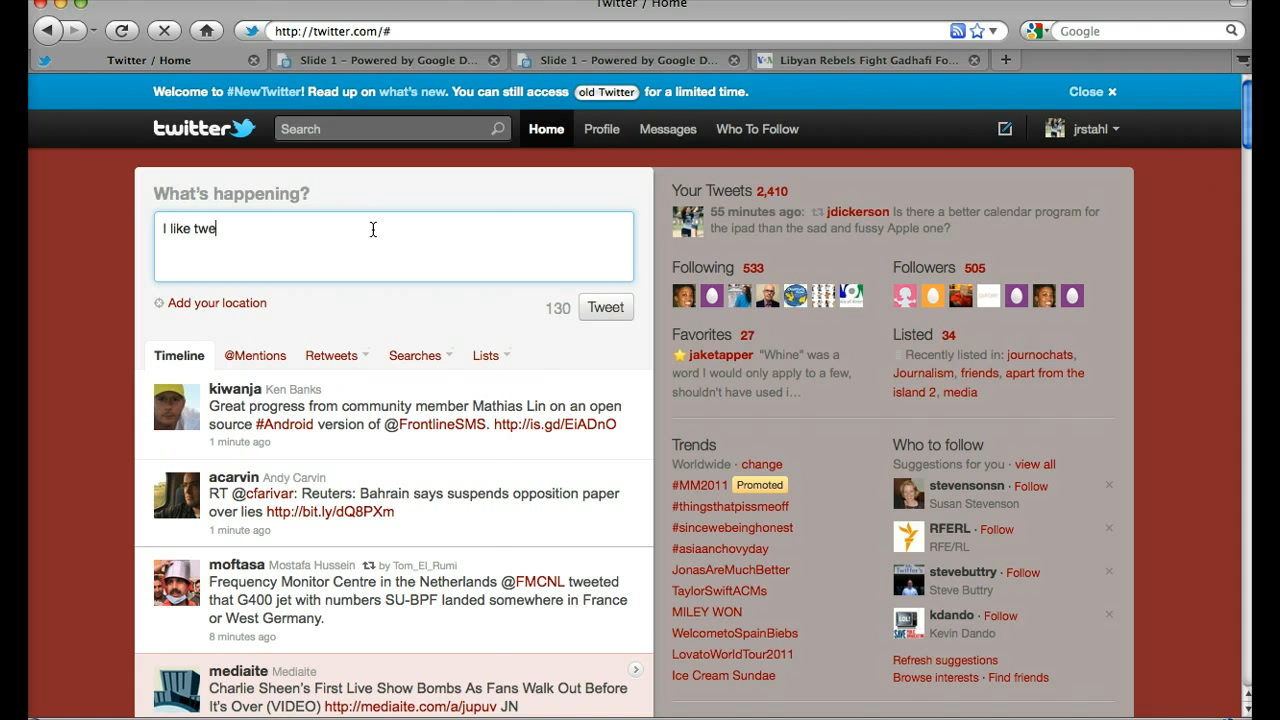 Twitter / Home
http://twitter.com/#
Google
Twitter / Home
Slide 1 – Powered by Google D...
Slide 1 – Powered by Google D...
Libyan Rebels Fight Gadhafi Fo...
Welcome to #NewTwitter! Read up on what's new. You can still access old Twitter for a limited time.
Close ×
twitter
Search
Home
Profile
Messages
Who To Follow
jrstahl
What's happening?
I like twe
Add your location
130
Tweet
Timeline
@Mentions
Retweets
Searches
Lists
kiwanja Ken Banks
Great progress from community member Mathias Lin on an open
source #Android version of @FrontlineSMS. http://is.gd/EiADnO
1 minute ago
acarvin Andy Carvin
RT @cfarivar: Reuters: Bahrain says suspends opposition paper
over lies http://bit.ly/dQ8PXm
1 minute ago
moftasa Mostafa Hussein by Tom_El_Rumi
Frequency Monitor Centre in the Netherlands @FMCNL tweeted
that G400 jet with numbers SU-BPF landed somewhere in France
or West Germany.
8 minutes ago
mediaite Mediaite
Charlie Sheen's First Live Show Bombs As Fans Walk Out Before
It's Over (VIDEO) http://mediaite.com/a/jupuv JN
Your Tweets 2,410
55 minutes ago: jdickerson Is there a better calendar program for
the ipad than the sad and fussy Apple one?
Following 533
Followers 505
Favorites 27
jaketapper "Whine" was a
word I would only apply to a few,
shouldn't have used i...
Listed 34
Recently listed in: journochats,
Journalism, friends, apart from the
island 2, media
Trends
Worldwide · change
#MM2011 Promoted
#thingsthatpissmeoff
#sincewebeinghonest
#asiaanchovyday
JonasAreMuchBetter
TaylorSwiftACMs
MILEY WON
WelcometoSpainBiebs
LovatoWorldTour2011
Ice Cream Sundae
Who to follow
Suggestions for you · view all
stevensonsn · Follow
Susan Stevenson
RFERL · Follow
RFE/RL
stevebuttry · Follow
Steve Buttry
kdando · Follow
Kevin Dando
Refresh suggestions
Browse interests · Find friends